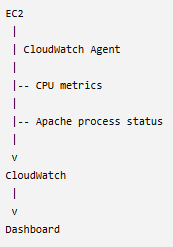 EC2
|
| CloudWatch Agent
|
|-- CPU metrics
|
|-- Apache process status
|
v
CloudWatch
|
v
Dashboard